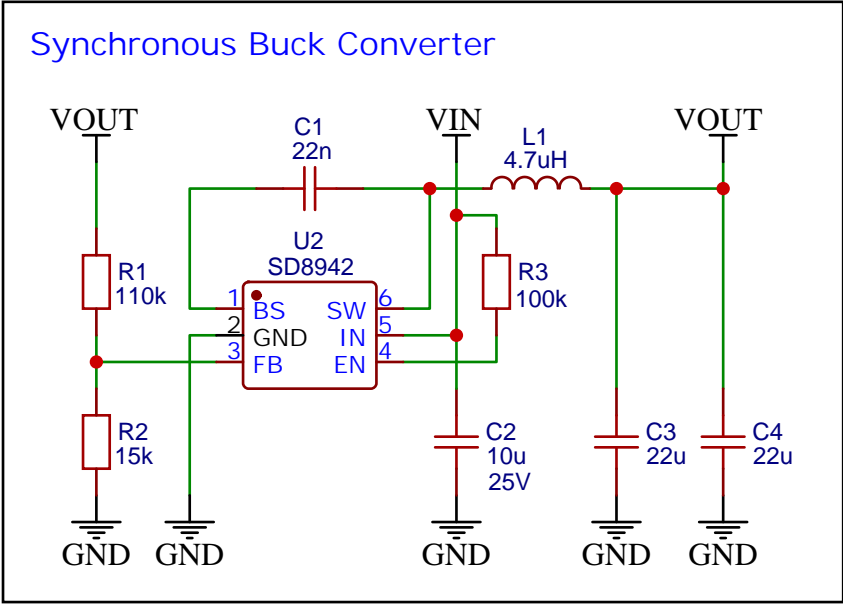 Synchronous Buck Converter
VOUT
VIN
VOUT
C1
22n
L1
4.7uH
U2
SD8942
R1
110k
R3
100k
1
BS
SW
6
2
GND
IN
5
3
FB
EN
4
R2
15k
C2
10u
25V
C3
22u
C4
22u
GND
GND
GND
GND
GND